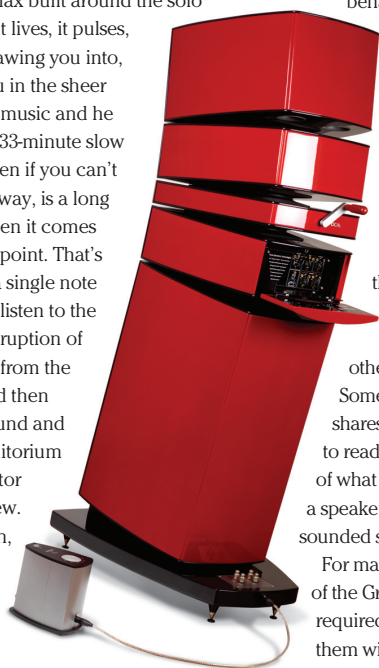 max built around the solo
t lives, it pulses,
awing you into,
u in the sheer
music and he
33-minute slow
en if you can't
way, is a long
en it comes
point. That's
a single note
listen to the
ruption of
from the
d then
und and
ditorium
tor
ew.
n,
beha
th
othe
Some
shares
to read
of what
a speake
sounded s
For ma
of the Gr
required
them wi